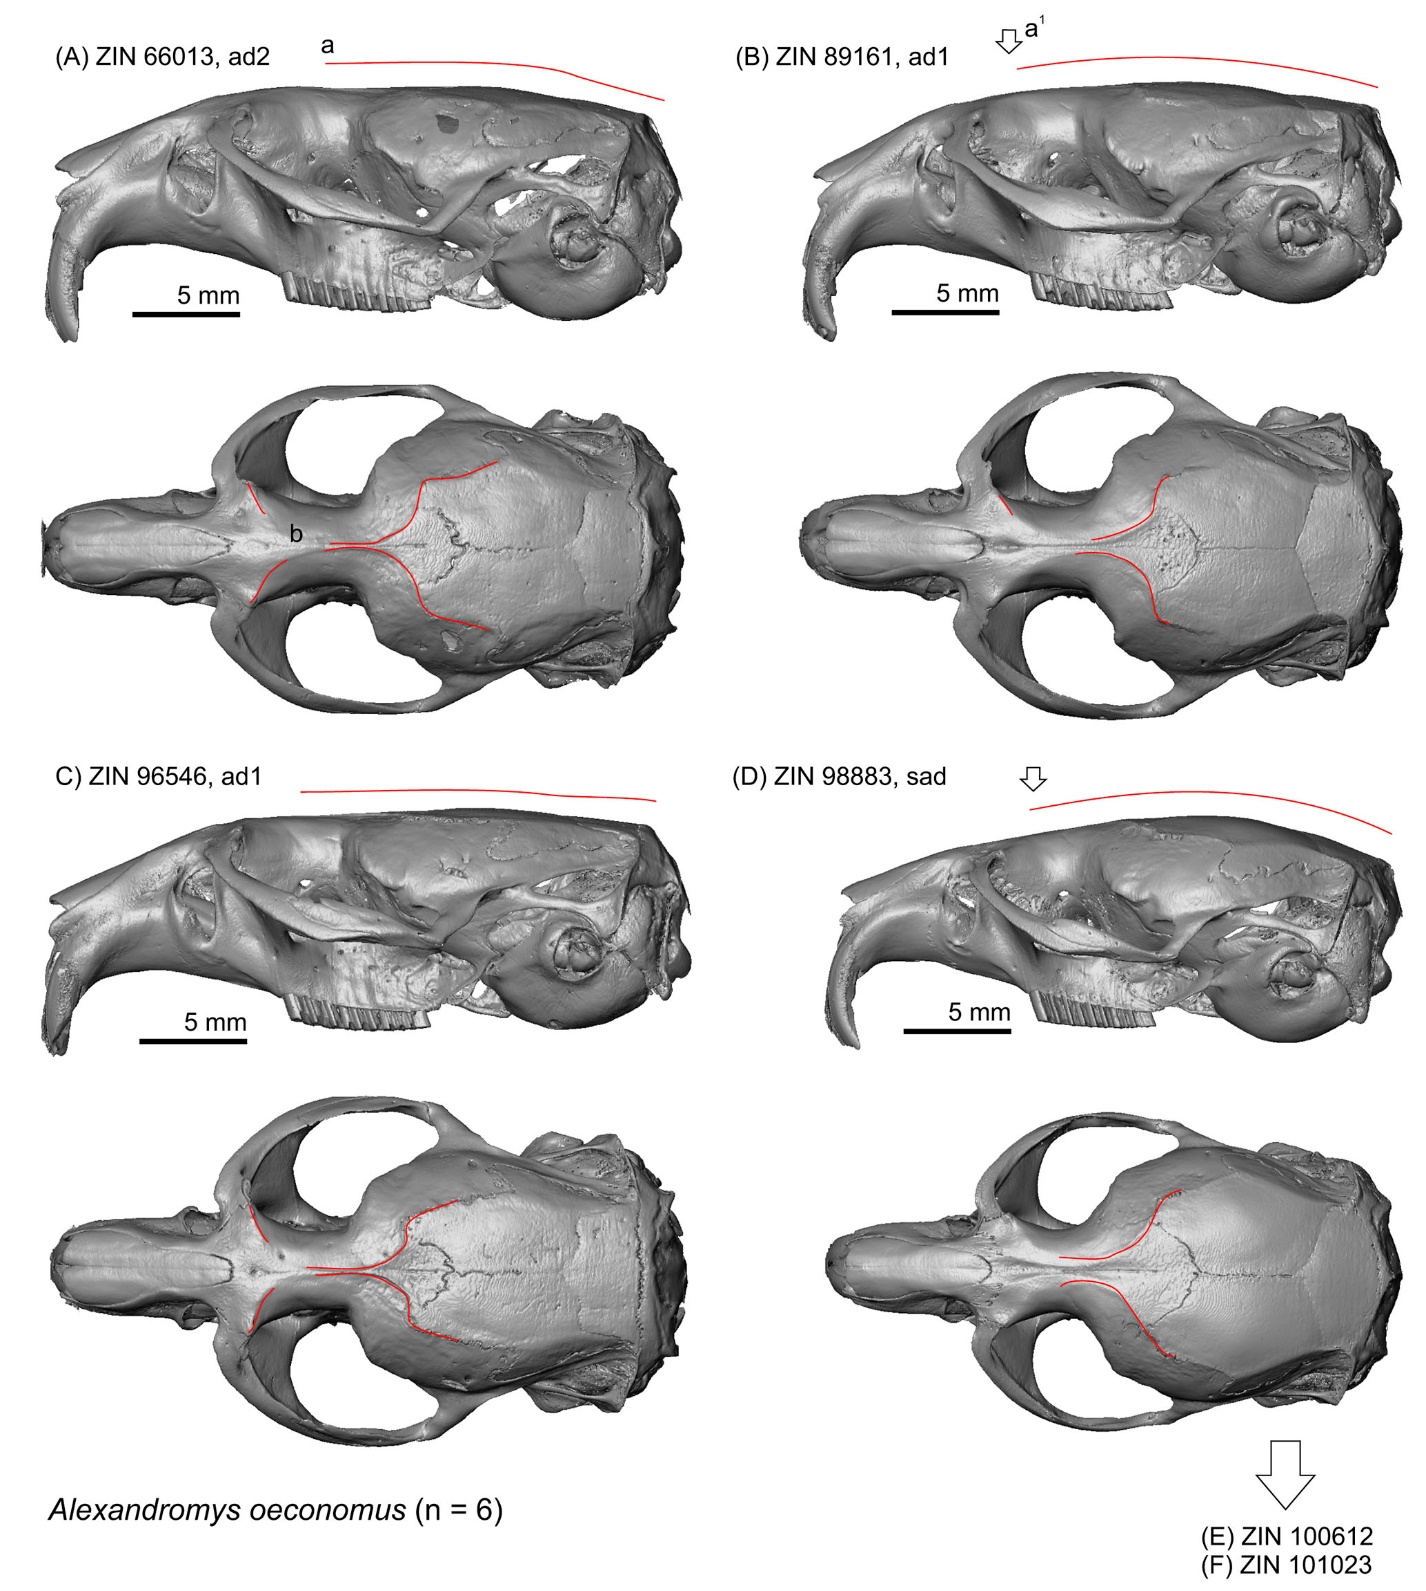 (A) ZIN 66013, ad2
a
(B) ZIN 89161, ad1
a¹
5 mm
5 mm
b
C) ZIN 96546, ad1
(D) ZIN 98883, sad
5 mm
5 mm
Alexandromys oeconomus (n = 6)
(E) ZIN 100612
(F) ZIN 101023